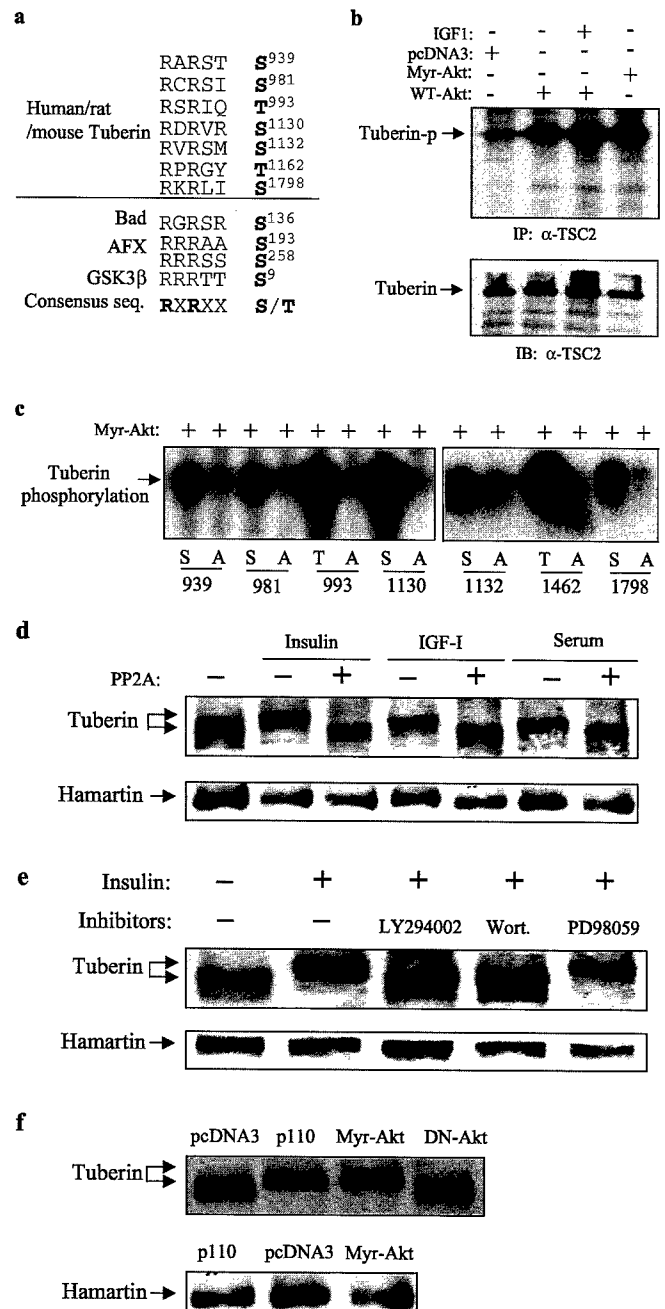 a
Human/rat
/mouse Tuberin
RARST S939
RCRSI S981
RSRIQ T993
RDRVR S1130
RVRSM S1132
RPRGY T1162
RKRLI S1798
Bad RGRSR S136
AFX RRRAA S193
RRRSS S258
GSK3β RRRTT S9
Consensus seq. RXRXX S/T
b
IGF1: - - + -
pcDNA3: + - - -
Myr-Akt: - - - +
WT-Akt: - + + -
Tuberin-p
IP: α-TSC2
Tuberin
IB: α-TSC2
c
Myr-Akt: + + + + + + + + + + + + + +
Tuberin
phosphorylation
S A S A T A S A S A T A S A
939 981 993 1130 1132 1462 1798
d
Insulin IGF-I Serum
PP2A: - - + - + - +
Tuberin
Hamartin
e
Insulin: - + + + +
Inhibitors: - - LY294002 Wort. PD98059
Tuberin
Hamartin
f
pcDNA3 p110 Myr-Akt DN-Akt
Tuberin
p110 pcDNA3 Myr-Akt
Hamartin